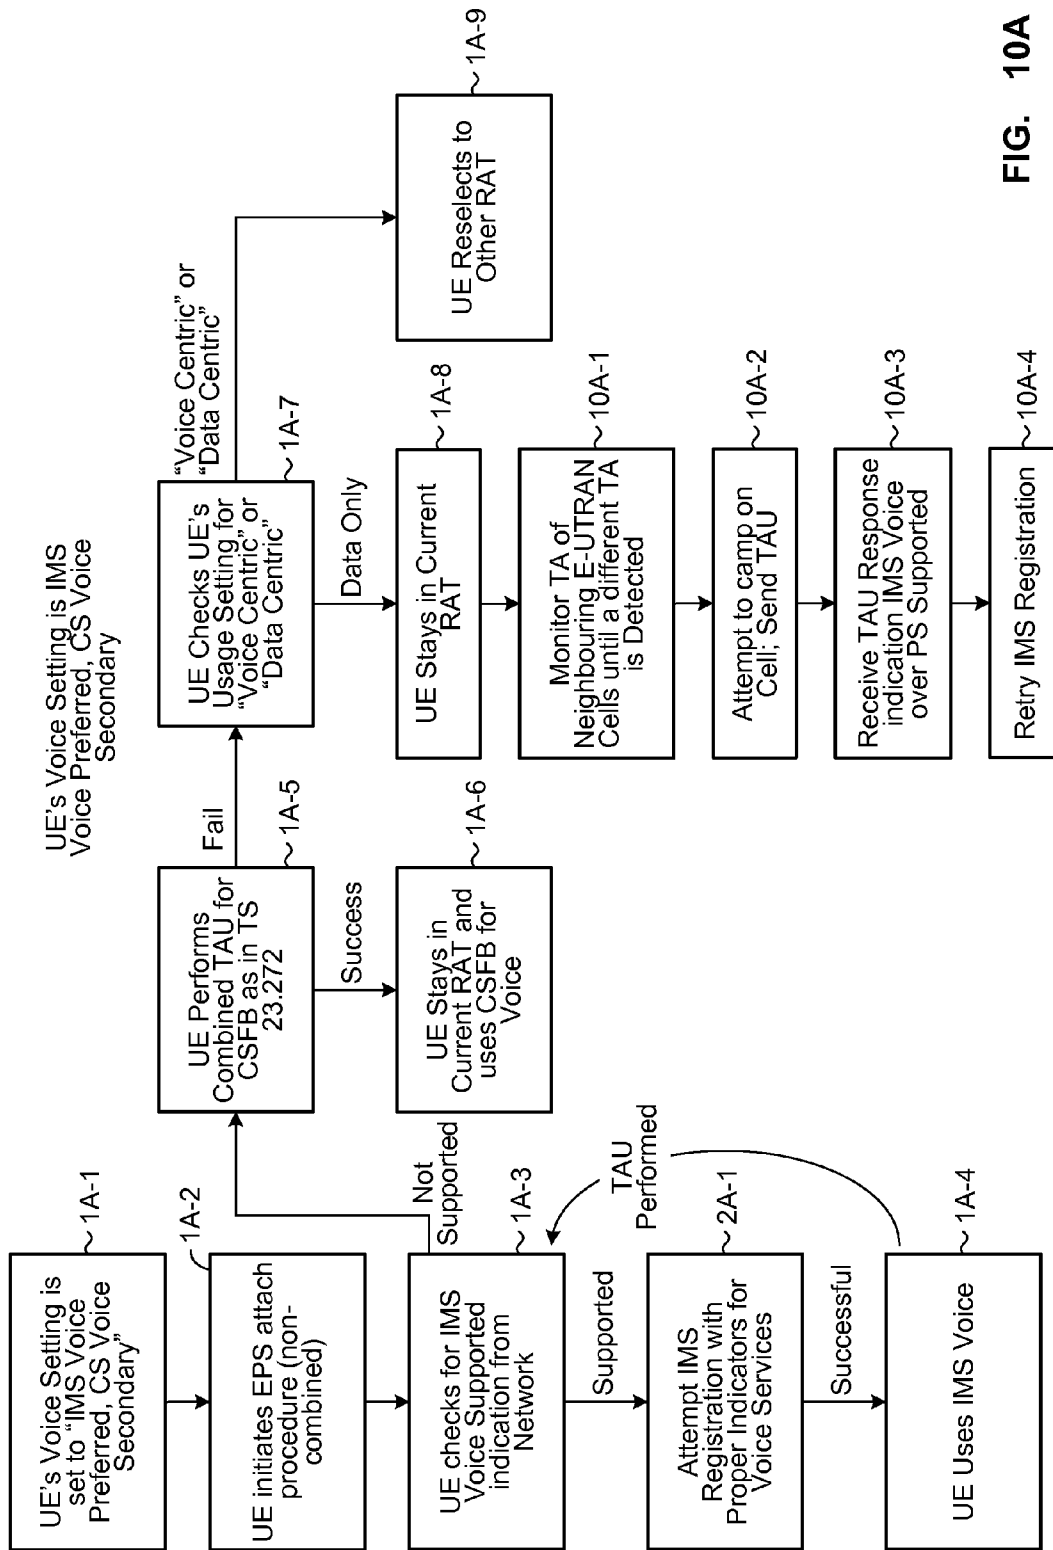 UE's Voice Setting is IMS
Voice Preferred, CS Voice
Secondary
UE's Voice Setting is
set to “IMS Voice
Preferred, CS Voice
Secondary”
1A-1
UE initiates EPS attach
procedure (non-
combined)
1A-2
UE checks for IMS
Voice Supported
indication from
Network
1A-3
Not
Supported
Supported
Attempt IMS
Registration with
Proper Indicators for
Voice Services
2A-1
Successful
UE Uses IMS Voice
1A-4
TAU
Performed
UE Performs
Combined TAU for
CSFB as in TS
23.272
1A-5
Fail
Success
UE Stays in
Current RAT and
uses CSFB for
Voice
1A-6
UE Checks UE's
Usage Setting for
“Voice Centric” or
“Data Centric”
1A-7
“Voice Centric” or
“Data Centric”
Data Only
UE Stays in Current
RAT
1A-8
UE Reselects to
Other RAT
1A-9
Monitor TA of
Neighbouring E-UTRAN
Cells until a different TA
is Detected
10A-1
Attempt to camp on
Cell; Send TAU
10A-2
Receive TAU Response
indication IMS Voice
over PS Supported
10A-3
Retry IMS Registration
10A-4
FIG. 10A